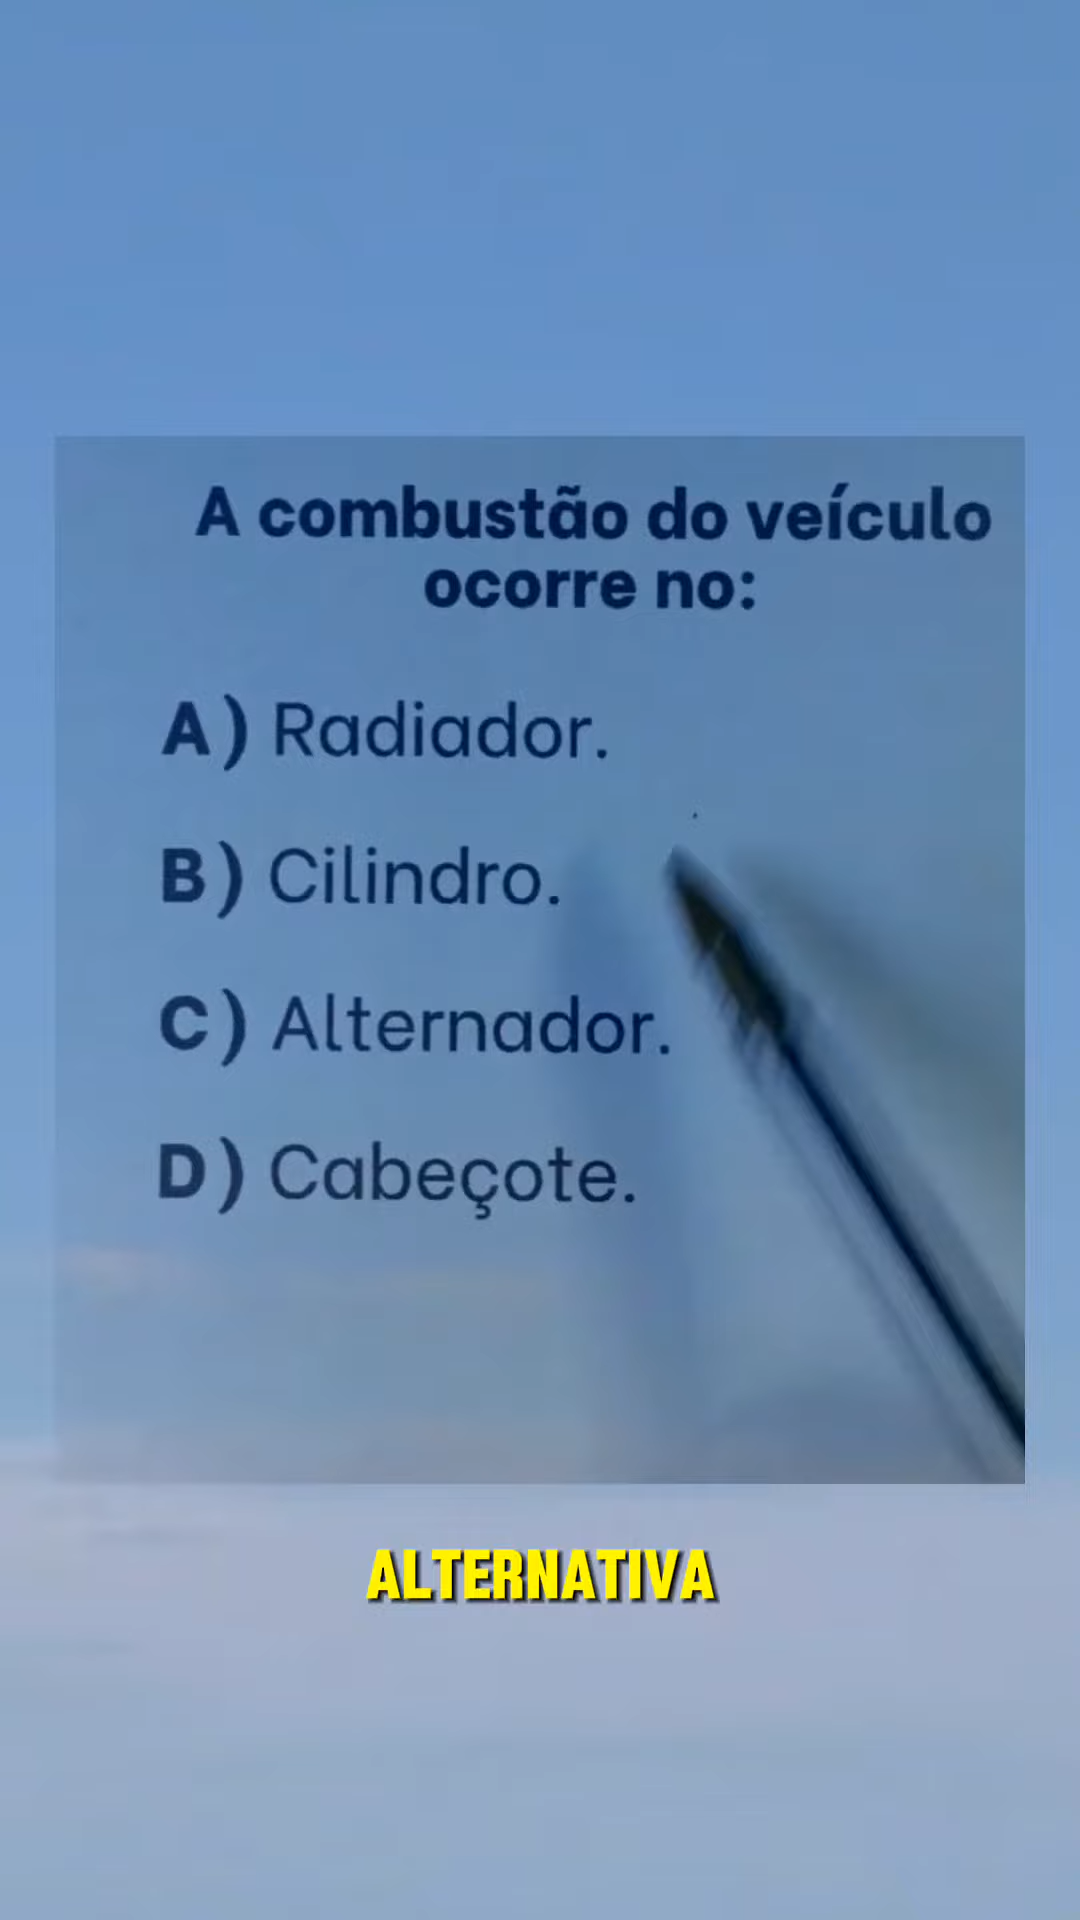 A combustão do veículo
ocorre no:
A) Radiador.
B) Cilindro.
C) Alternador.
D) Cabeçote.
ALTERNATIVA